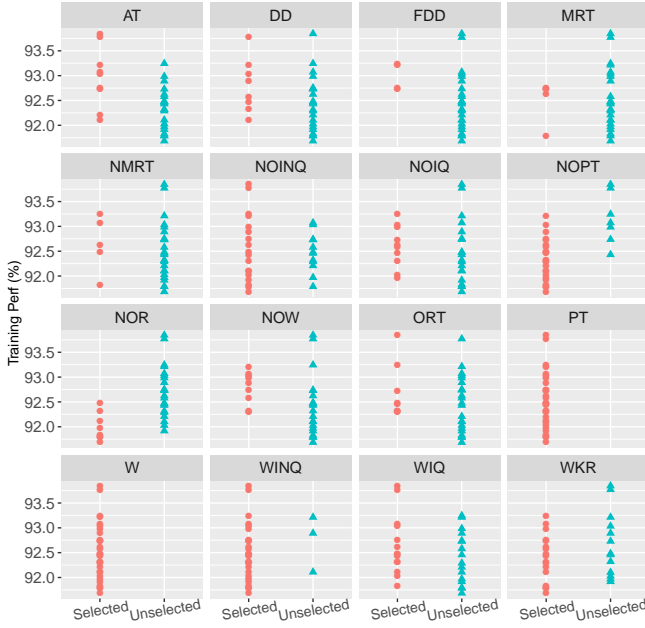 AT DD FDD MRT
93.5
93.0
92.5
92.0
NMRT NOINQ NOIQ NOPT
93.5
93.0
92.5
92.0
Training Perf (%)
NOR NOW ORT PT
93.5
93.0
92.5
92.0
W WINQ WIQ WKR
93.5
93.0
92.5
92.0
Selected Unselected Selected Unselected Selected Unselected Selected Unselected